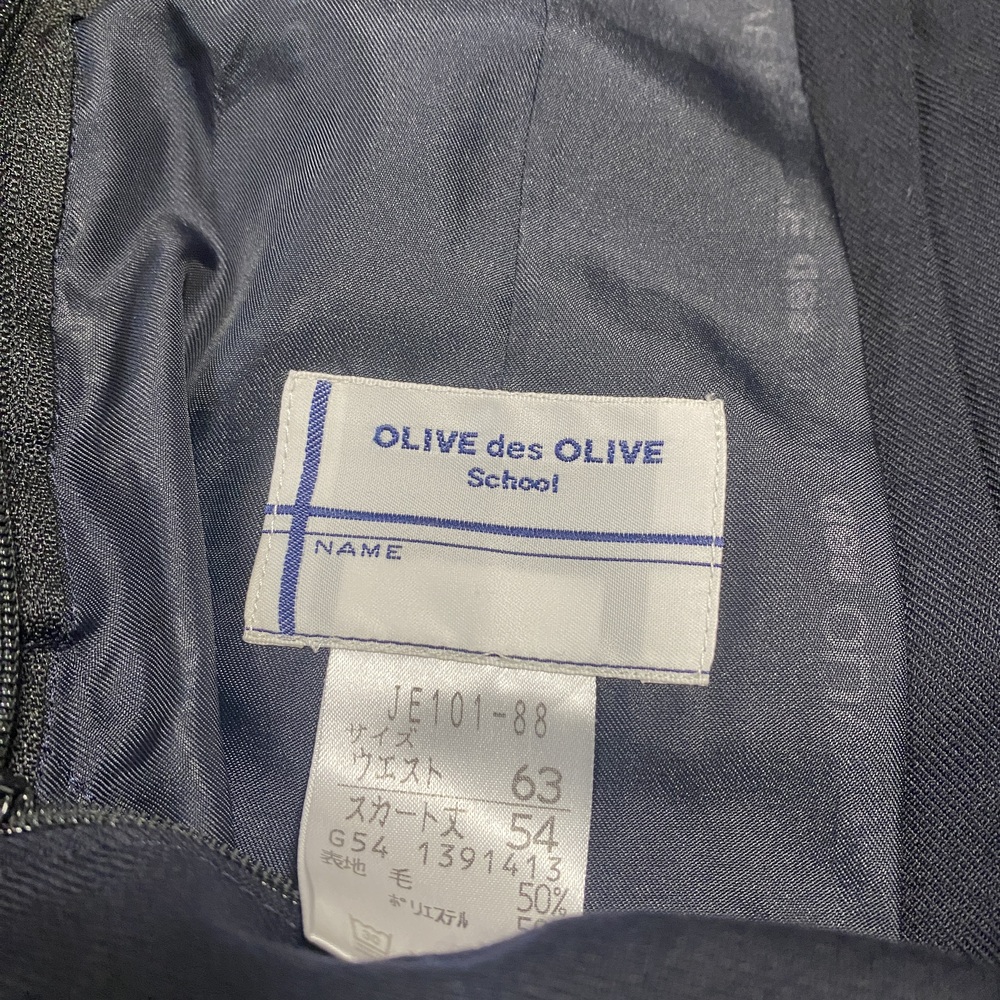 OLIVE des OLIVE
School
NAME
JE101-88
サイズ
ウエスト 63
スカート丈 54
G54 1391413
表地 毛 50%
ポリエステル